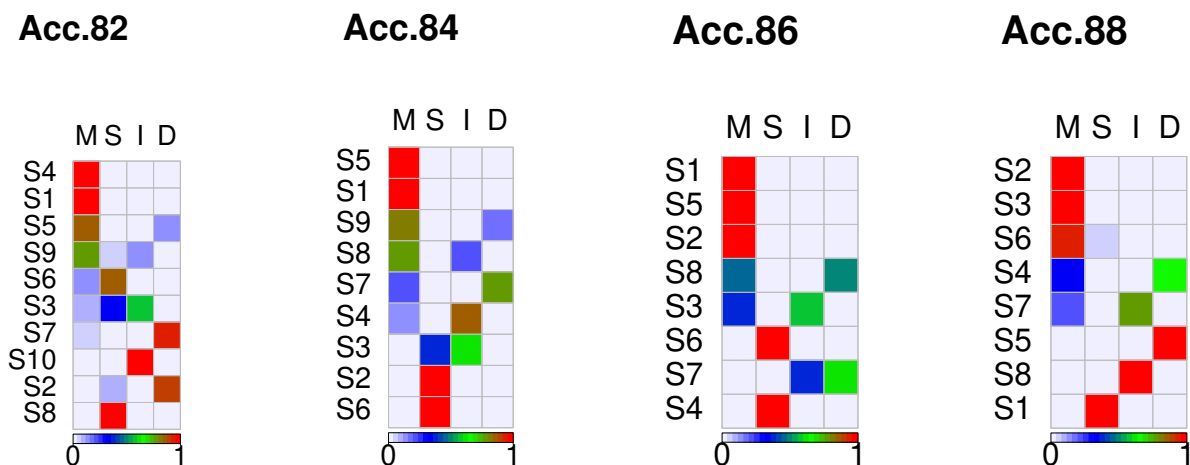 Acc.82
M S I D
S4
S1
S5
S9
S6
S3
S7
S10
S2
S8
0 1
Acc.84
M S I D
S5
S1
S9
S8
S7
S4
S3
S2
S6
0 1
Acc.86
M S I D
S1
S5
S2
S8
S3
S6
S7
S4
0 1
Acc.88
M S I D
S2
S3
S6
S4
S7
S5
S8
S1
0 1